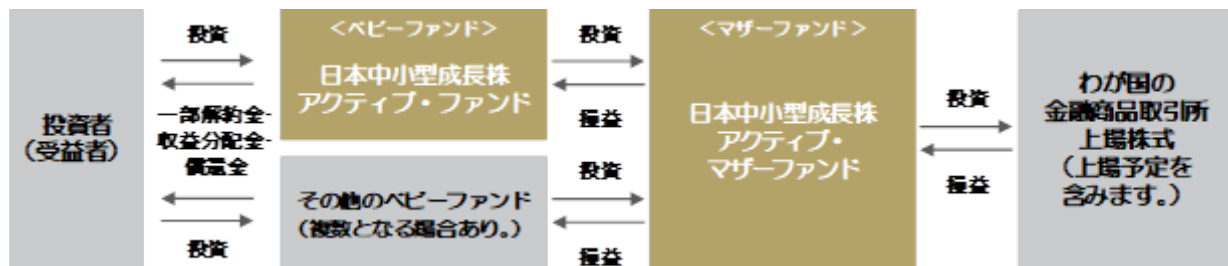 投資者
（受益者）
投資
一部解約金・
収益分配金・
償還金
投資
＜ベビーファンド＞
日本中小型成長株
アクティブ・ファンド
その他のベビーファンド
（複数となる場合あり。）
投資
損益
投資
損益
＜マザーファンド＞
日本中小型成長株
アクティブ・
マザーファンド
投資
損益
わが国の
金融商品取引所
上場株式
（上場予定を
含みます。）